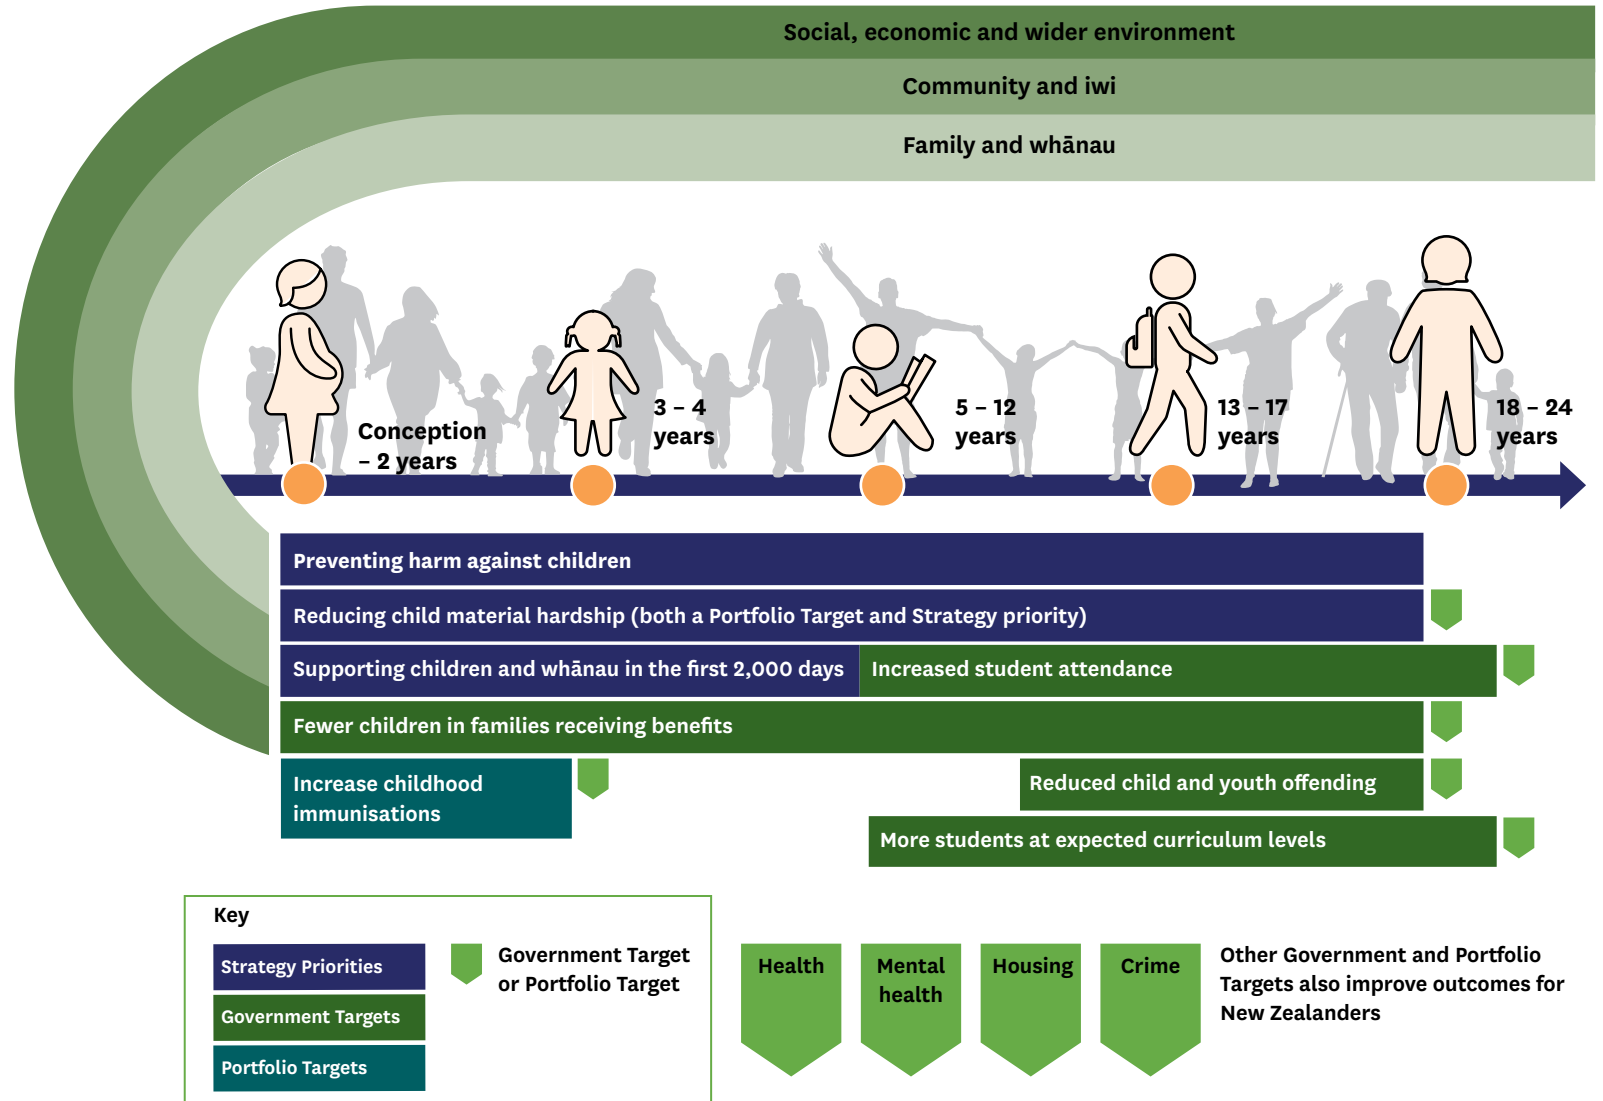 Social, economic and wider environment
Community and iwi
Family and whānau
Conception
– 2 years
3 – 4
years
5 – 12
years
13 – 17
years
18 – 24
years
Preventing harm against children
Reducing child material hardship (both a Portfolio Target and Strategy priority)
Supporting children and whānau in the first 2,000 days
Increased student attendance
Fewer children in families receiving benefits
Increase childhood
immunisations
Reduced child and youth offending
More students at expected curriculum levels
Key
Strategy Priorities
Government Targets
Portfolio Targets
Government Target
or Portfolio Target
Health
Mental
health
Housing
Crime
Other Government and Portfolio
Targets also improve outcomes for
New Zealanders